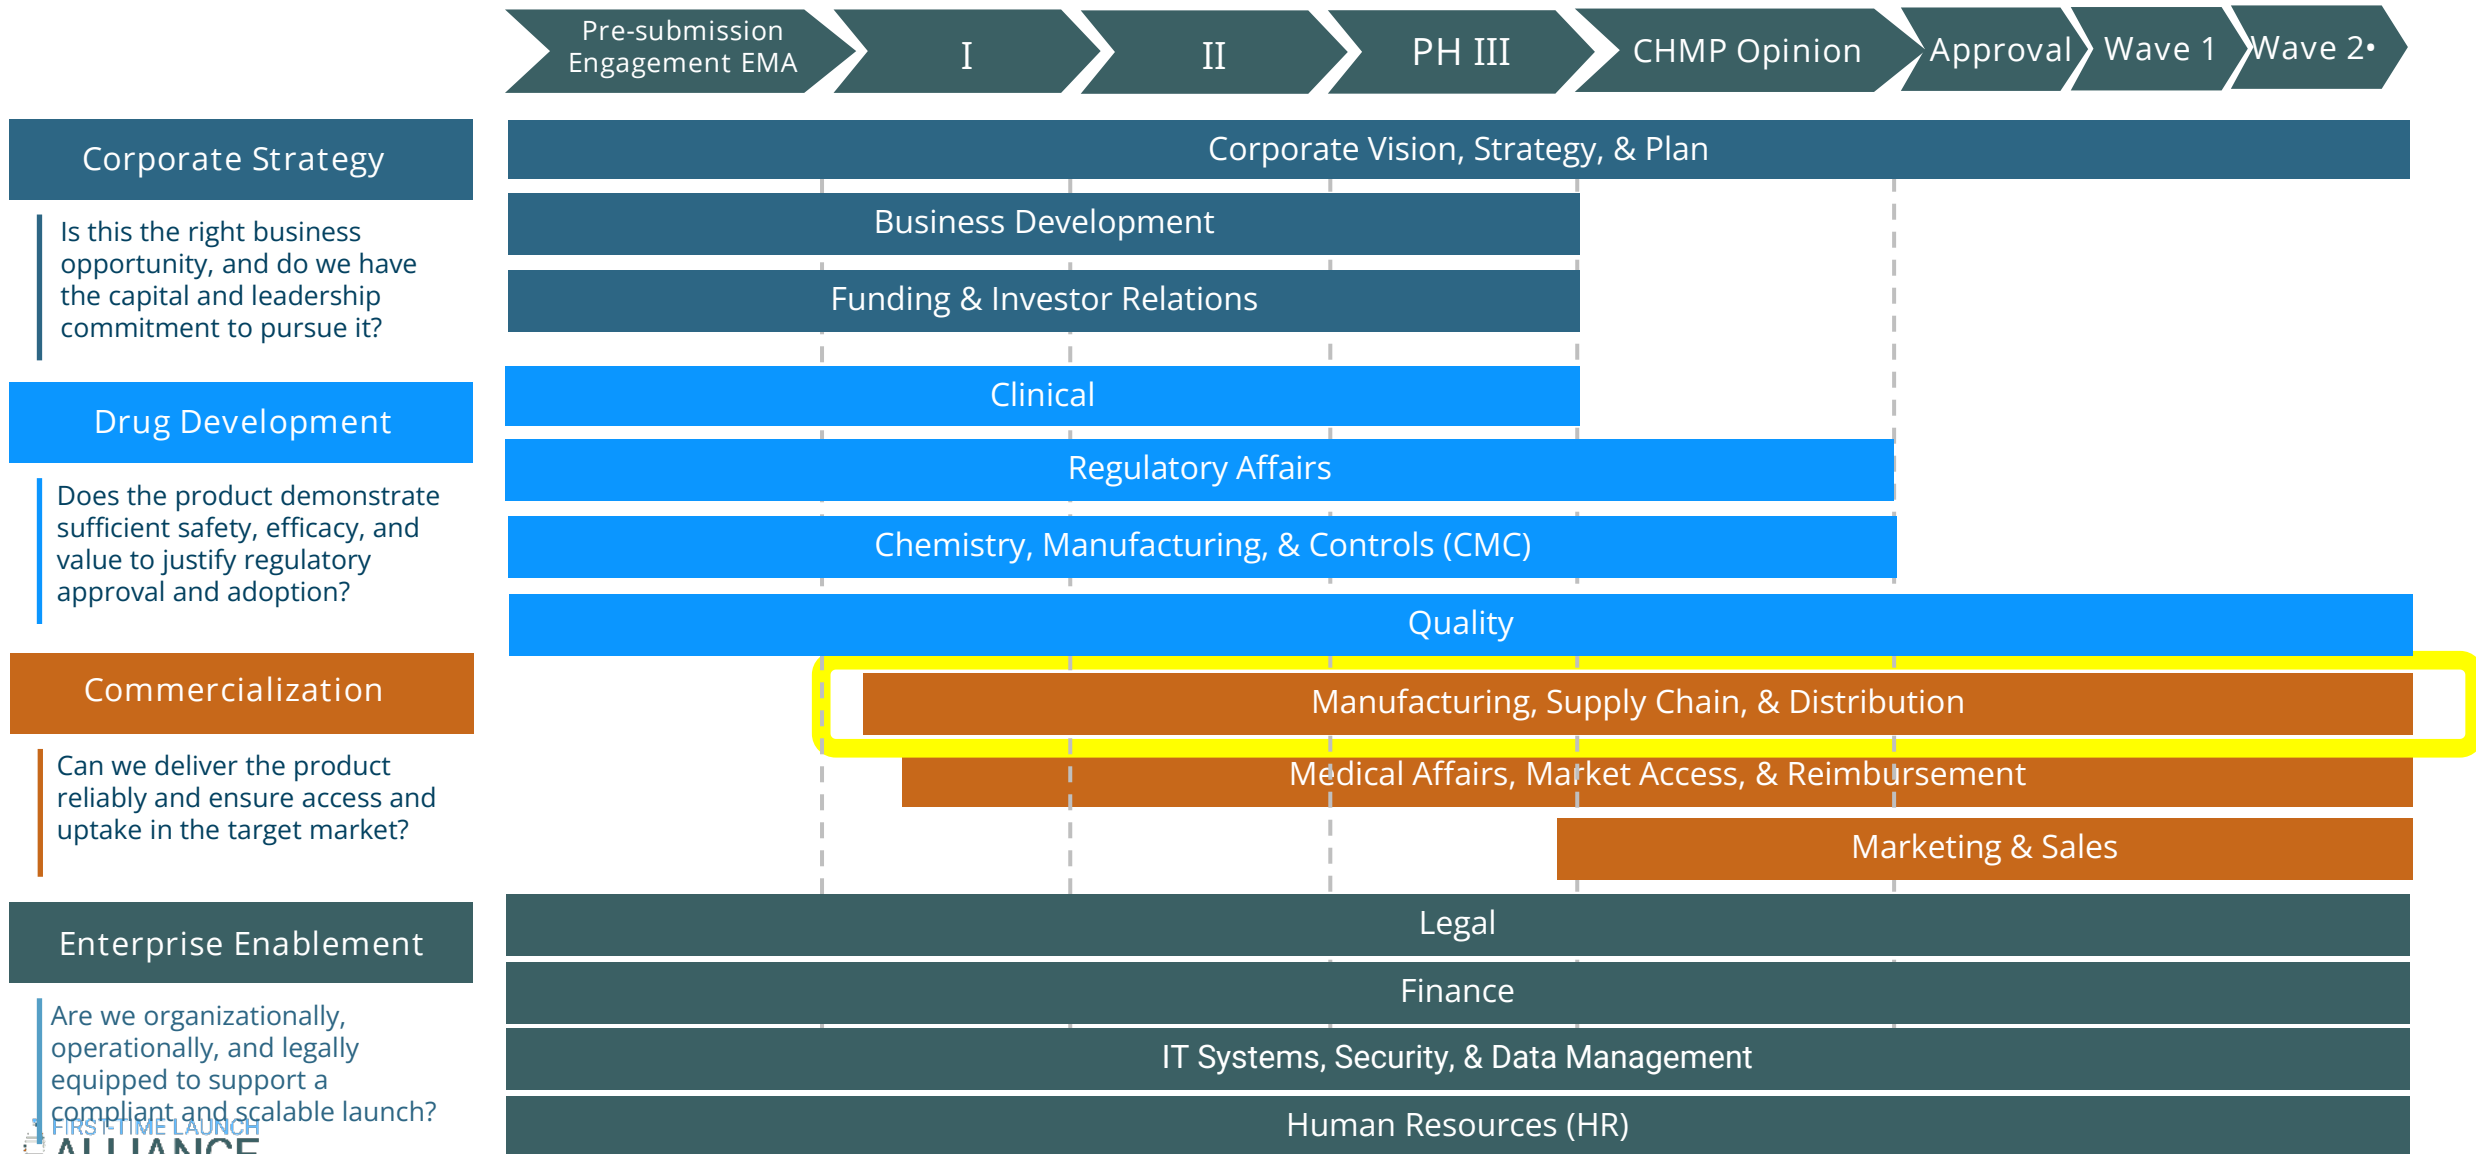 Pre-submission
Engagement EMA
I
II
PH III
CHMP Opinion
Approval
Wave 1
Wave 2•
Corporate Strategy
Is this the right business
opportunity, and do we have
the capital and leadership
commitment to pursue it?
Corporate Vision, Strategy, & Plan
Business Development
Funding & Investor Relations
Drug Development
Does the product demonstrate
sufficient safety, efficacy, and
value to justify regulatory
approval and adoption?
Clinical
Regulatory Affairs
Chemistry, Manufacturing, & Controls (CMC)
Quality
Commercialization
Can we deliver the product
reliably and ensure access and
uptake in the target market?
Manufacturing, Supply Chain, & Distribution
Medical Affairs, Market Access, & Reimbursement
Marketing & Sales
Enterprise Enablement
Are we organizationally,
operationally, and legally
equipped to support a
compliant and scalable launch?
Legal
Finance
IT Systems, Security, & Data Management
Human Resources (HR)
FIRST-TIME LAUNCH
ALLIANCE